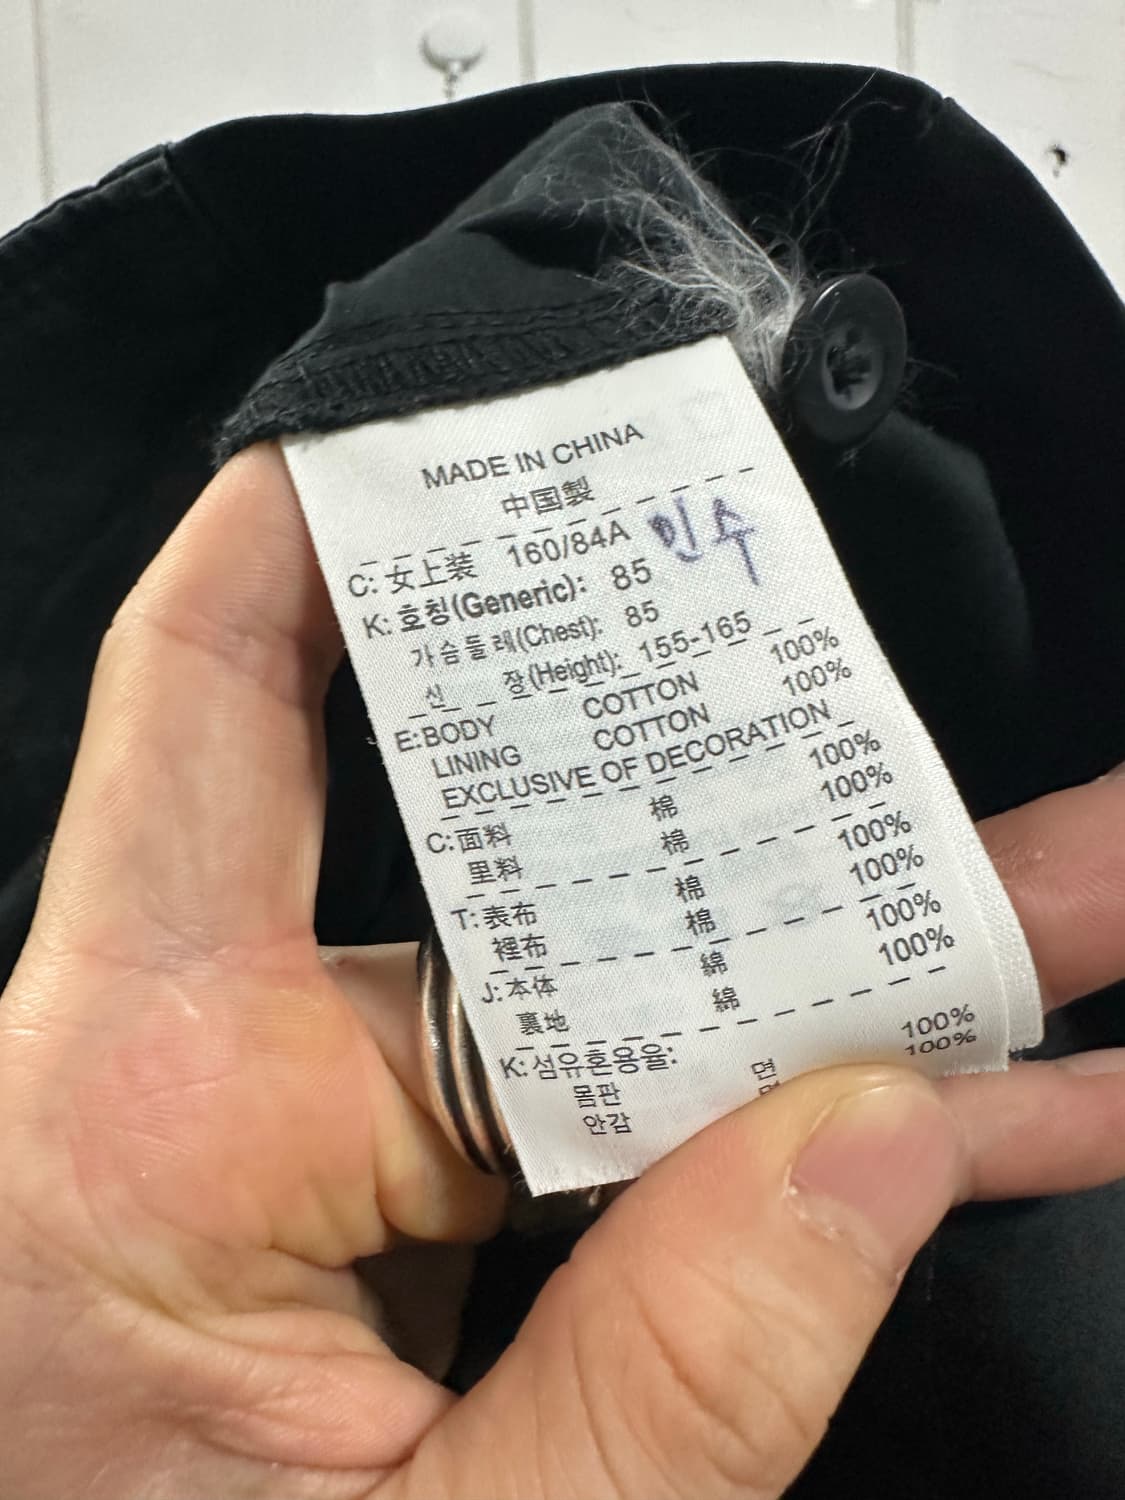 MADE IN CHINA
中国製
C: 女上装 160/84A 민수
K: 호칭(Generic): 85
가슴둘레(Chest): 85
신 장(Height): 155-165
E:BODY COTTON 100%
LINING COTTON 100%
EXCLUSIVE OF DECORATION
C:面料 棉 100%
里料 棉 100%
T:表布 棉 100%
裡布 棉 100%
J:本体 綿 100%
裏地 綿 100%
K:섬유혼용율:
몸판 면 100%
안감 100%